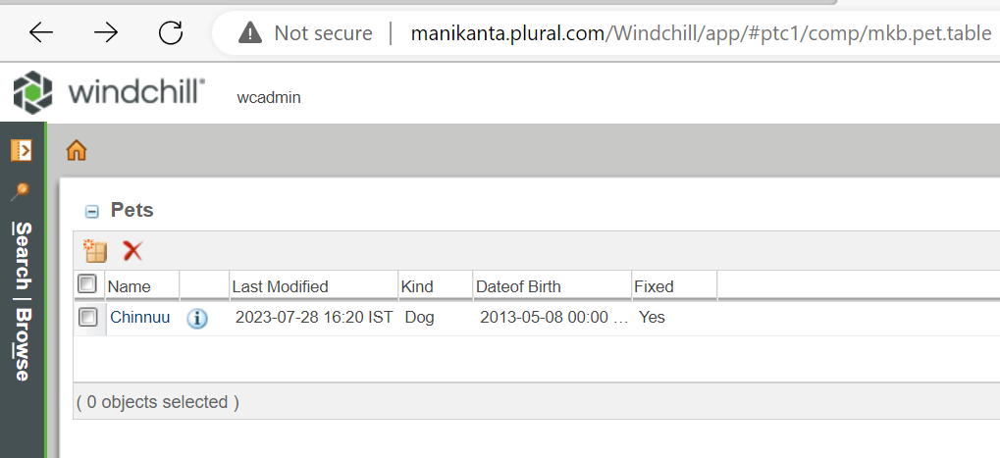 Not secure | manikanta.plural.com/Windchill/app/#ptc1/comp/mkb.pet.table
windchill® wcadmin
Search | Browse
Pets
Name Last Modified Kind Dateof Birth Fixed
Chinnuu 2023-07-28 16:20 IST Dog 2013-05-08 00:00 ... Yes
( 0 objects selected )